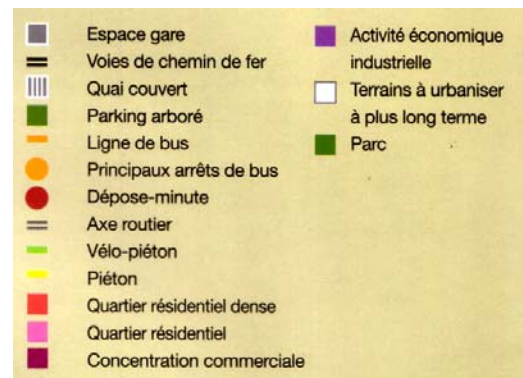 Espace gare
Voies de chemin de fer
Quai couvert
Parking arboré
Ligne de bus
Principaux arrêts de bus
Dépose-minute
Axe routier
Vélo-piéton
Piéton
Quartier résidentiel dense
Quartier résidentiel
Concentration commerciale
Activité économique
industrielle
Terrains à urbaniser
à plus long terme
Parc